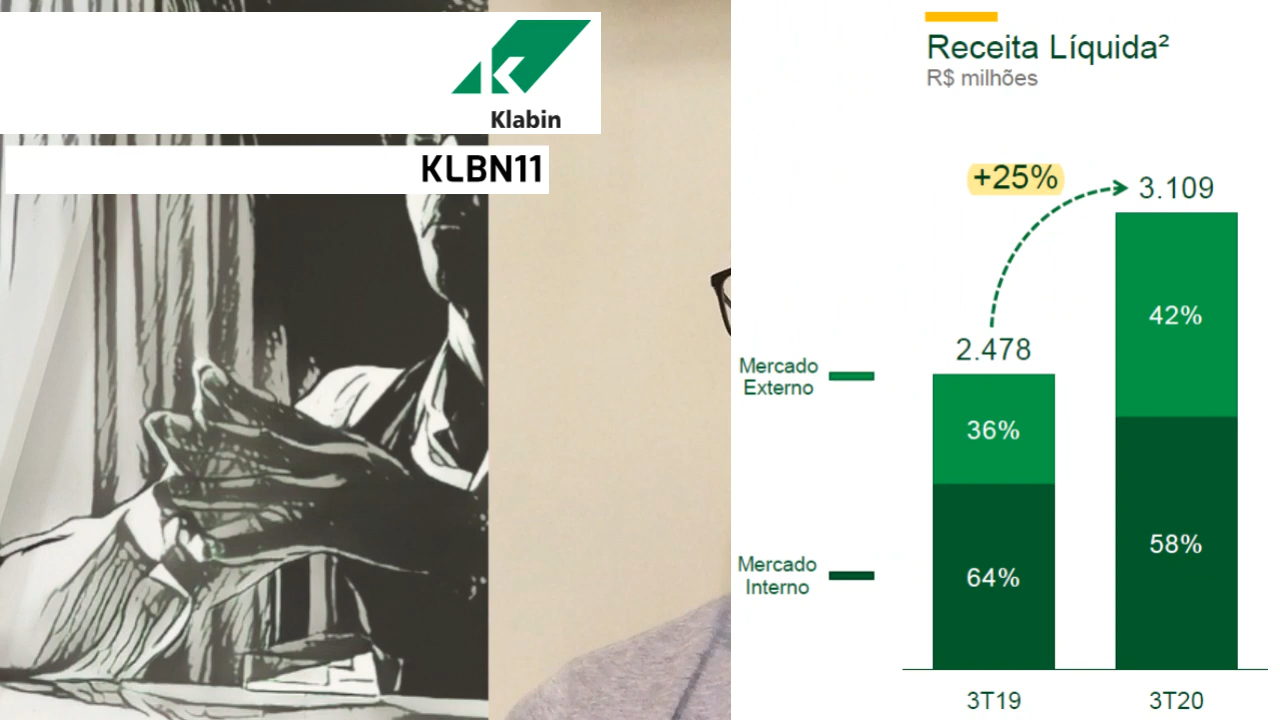 Klabin
KLBN11
Receita Líquida²
R$ milhões
+25%
3.109
2.478
42%
Mercado
Externo
36%
58%
Mercado
Interno
64%
3T19
3T20